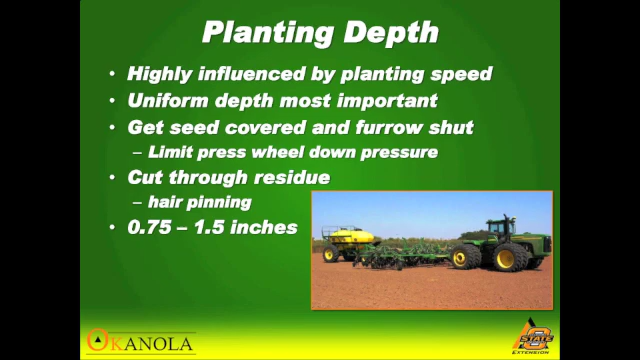 Planting Depth
• Highly influenced by planting speed
• Uniform depth most important
• Get seed covered and furrow shut
– Limit press wheel down pressure
• Cut through residue
– hair pinning
• 0.75 – 1.5 inches
OKANOLA
STATE
EXTENSION